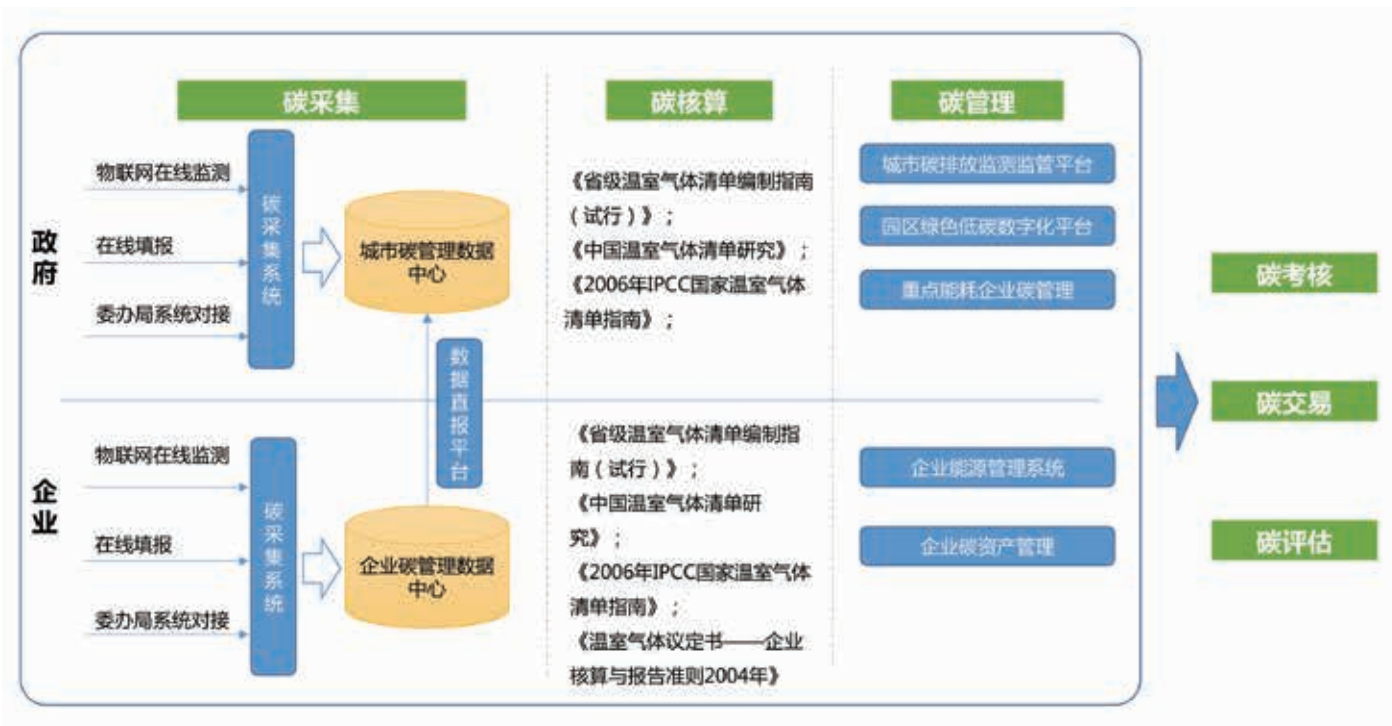 碳采集
碳核算
碳管理
政府
物联网在线监测
在线填报
委办局系统对接
碳采集系统
城市碳管理数据
中心
《省级温室气体清单编制指南
（试行）》；
《中国温室气体清单研究》；
《2006年IPCC国家温室气体
清单指南》；
城市碳排放监测监管平台
园区绿色低碳数字化平台
重点能耗企业碳管理
数据直报平台
企业
物联网在线监测
在线填报
委办局系统对接
碳采集系统
企业碳管理数据
中心
《省级温室气体清单编制指
南（试行）》；
《中国温室气体清单研
究》；
《2006年IPCC国家温室气体
清单指南》；
《温室气体议定书——企业
核算与报告准则2004年》
企业能源管理系统
企业碳资产管理
碳考核
碳交易
碳评估